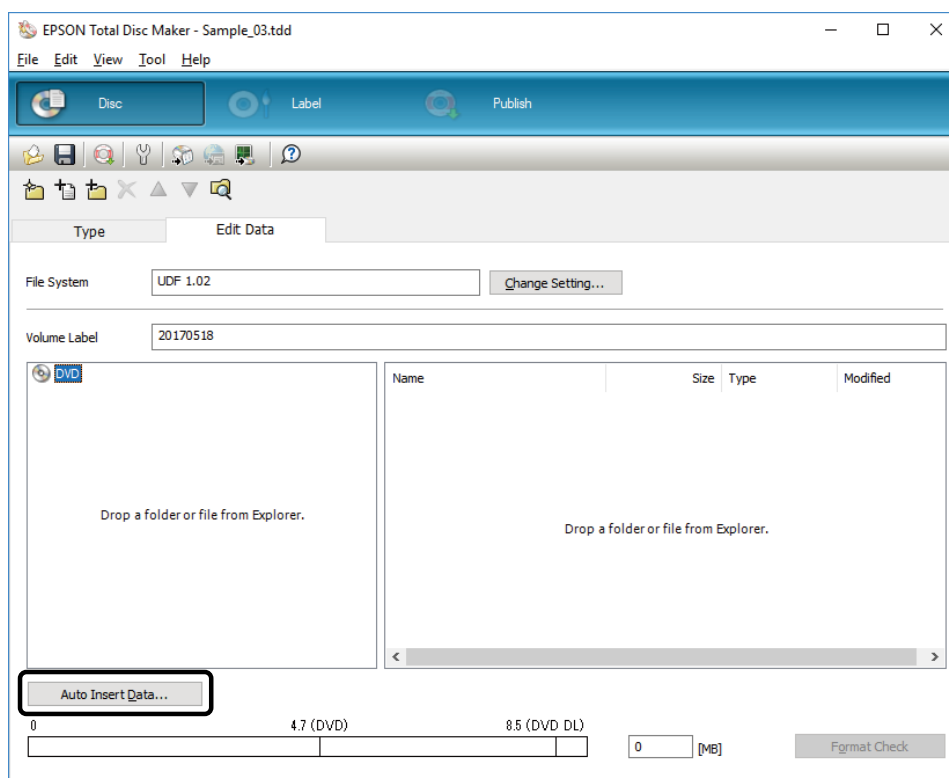 EPSON Total Disc Maker - Sample_03.tdd
File Edit View Tool Help
Disc Label Publish
Type Edit Data
File System UDF 1.02 Change Setting...
Volume Label 20170518
DVD
Name Size Type Modified
Drop a folder or file from Explorer.
Drop a folder or file from Explorer.
Auto Insert Data...
0 4.7 (DVD) 8.5 (DVD DL)
0 [MB] Format Check